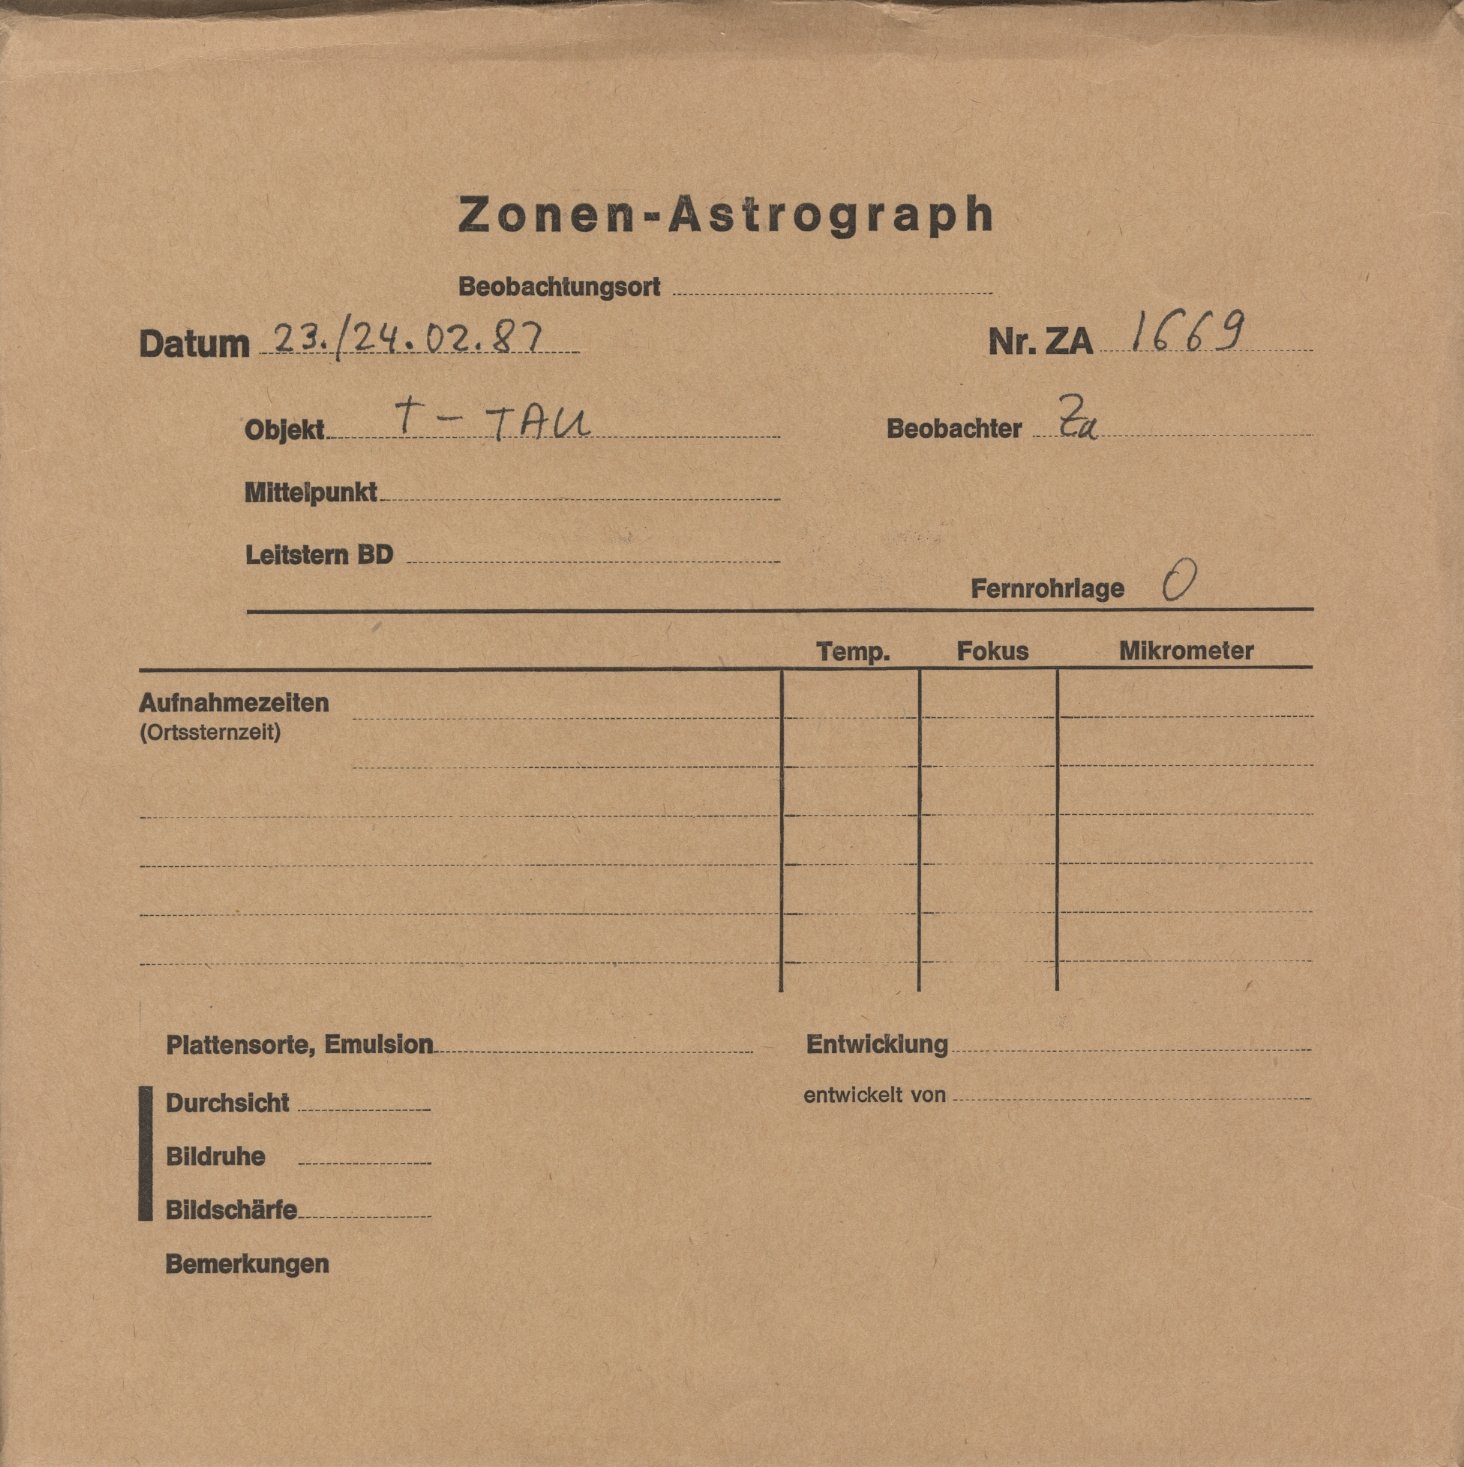 Zonen-Astrograph
Beobachtungsort
Datum 23./24.02.87 Nr. ZA 1669
Objekt T - TAU Beobachter Za
Mittelpunkt
Leitstern BD
Fernrohrlage O
Temp. Fokus Mikrometer
Aufnahmezeiten
(Ortssternzeit)
Plattensorte, Emulsion Entwicklung
Durchsicht entwickelt von
Bildruhe
Bildschärfe
Bemerkungen